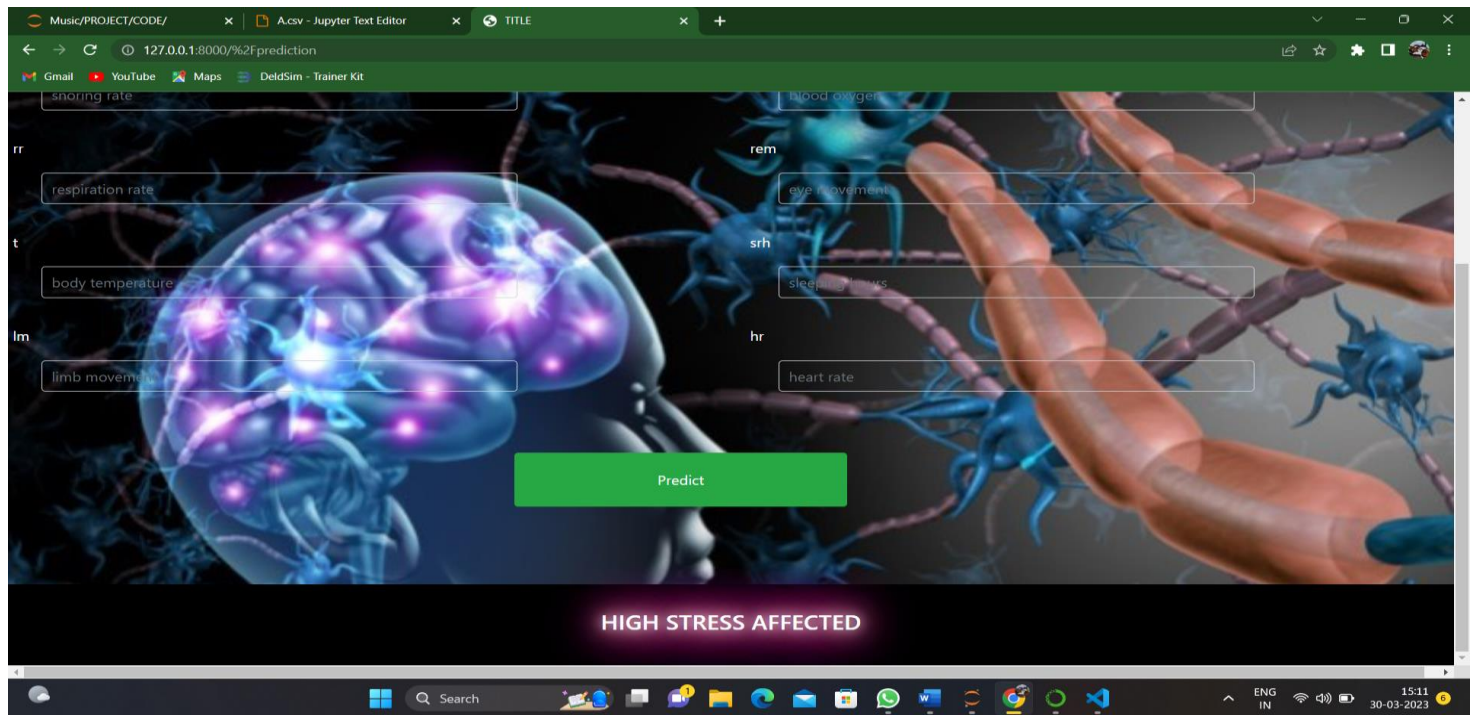 Music/PROJECT/CODE/ A.csv - Jupyter Text Editor TITLE
127.0.0.1:8000/%2Fprediction
Gmail YouTube Maps DeldSim - Trainer Kit
snoring rate blood oxygen
rr rem
respiration rate eye movement
t srh
body temperature sleeping hours
lm hr
limb movement heart rate
Predict
HIGH STRESS AFFECTED
Search 1 ENG 15:11
IN 30-03-2023 6